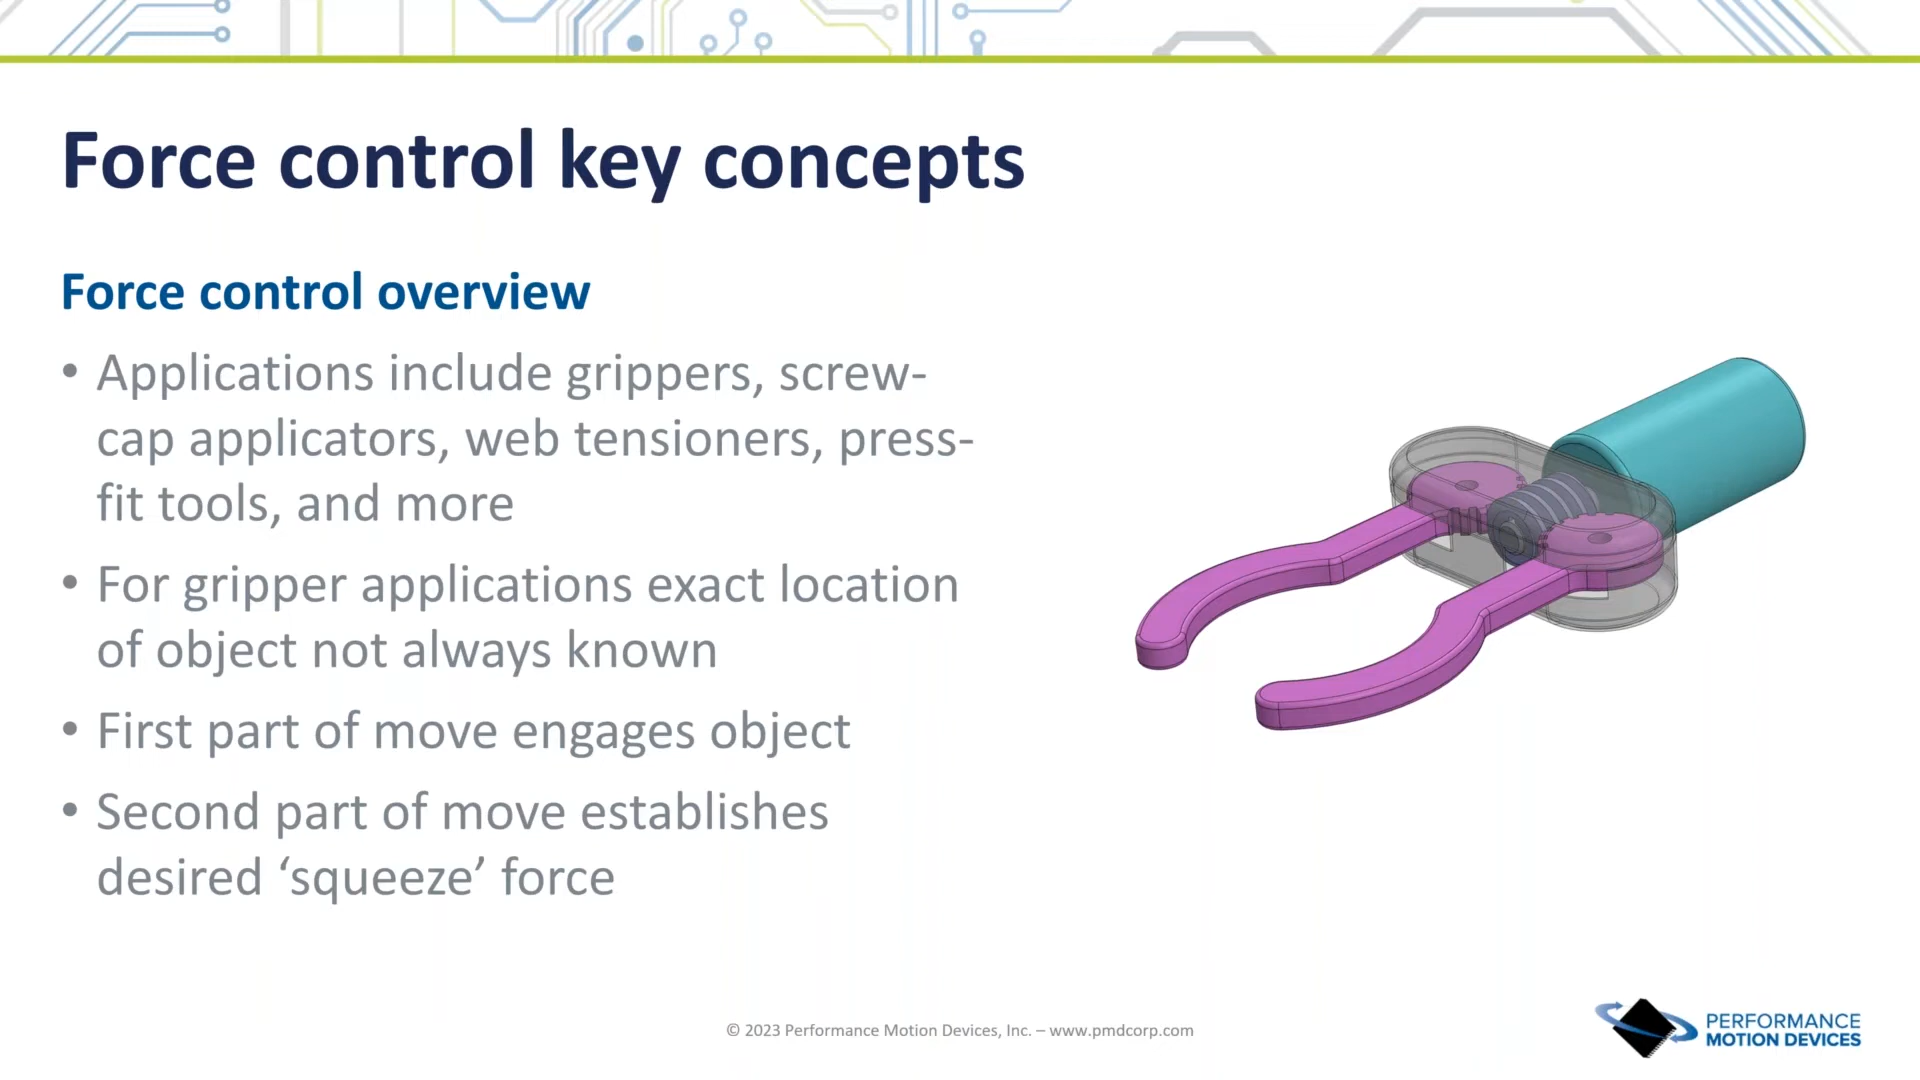 Force control key concepts
Force control overview
• Applications include grippers, screw-
cap applicators, web tensioners, press-
fit tools, and more
• For gripper applications exact location
of object not always known
• First part of move engages object
• Second part of move establishes
desired ‘squeeze’ force
© 2023 Performance Motion Devices, Inc. – www.pmdcorp.com
PERFORMANCE
MOTION DEVICES